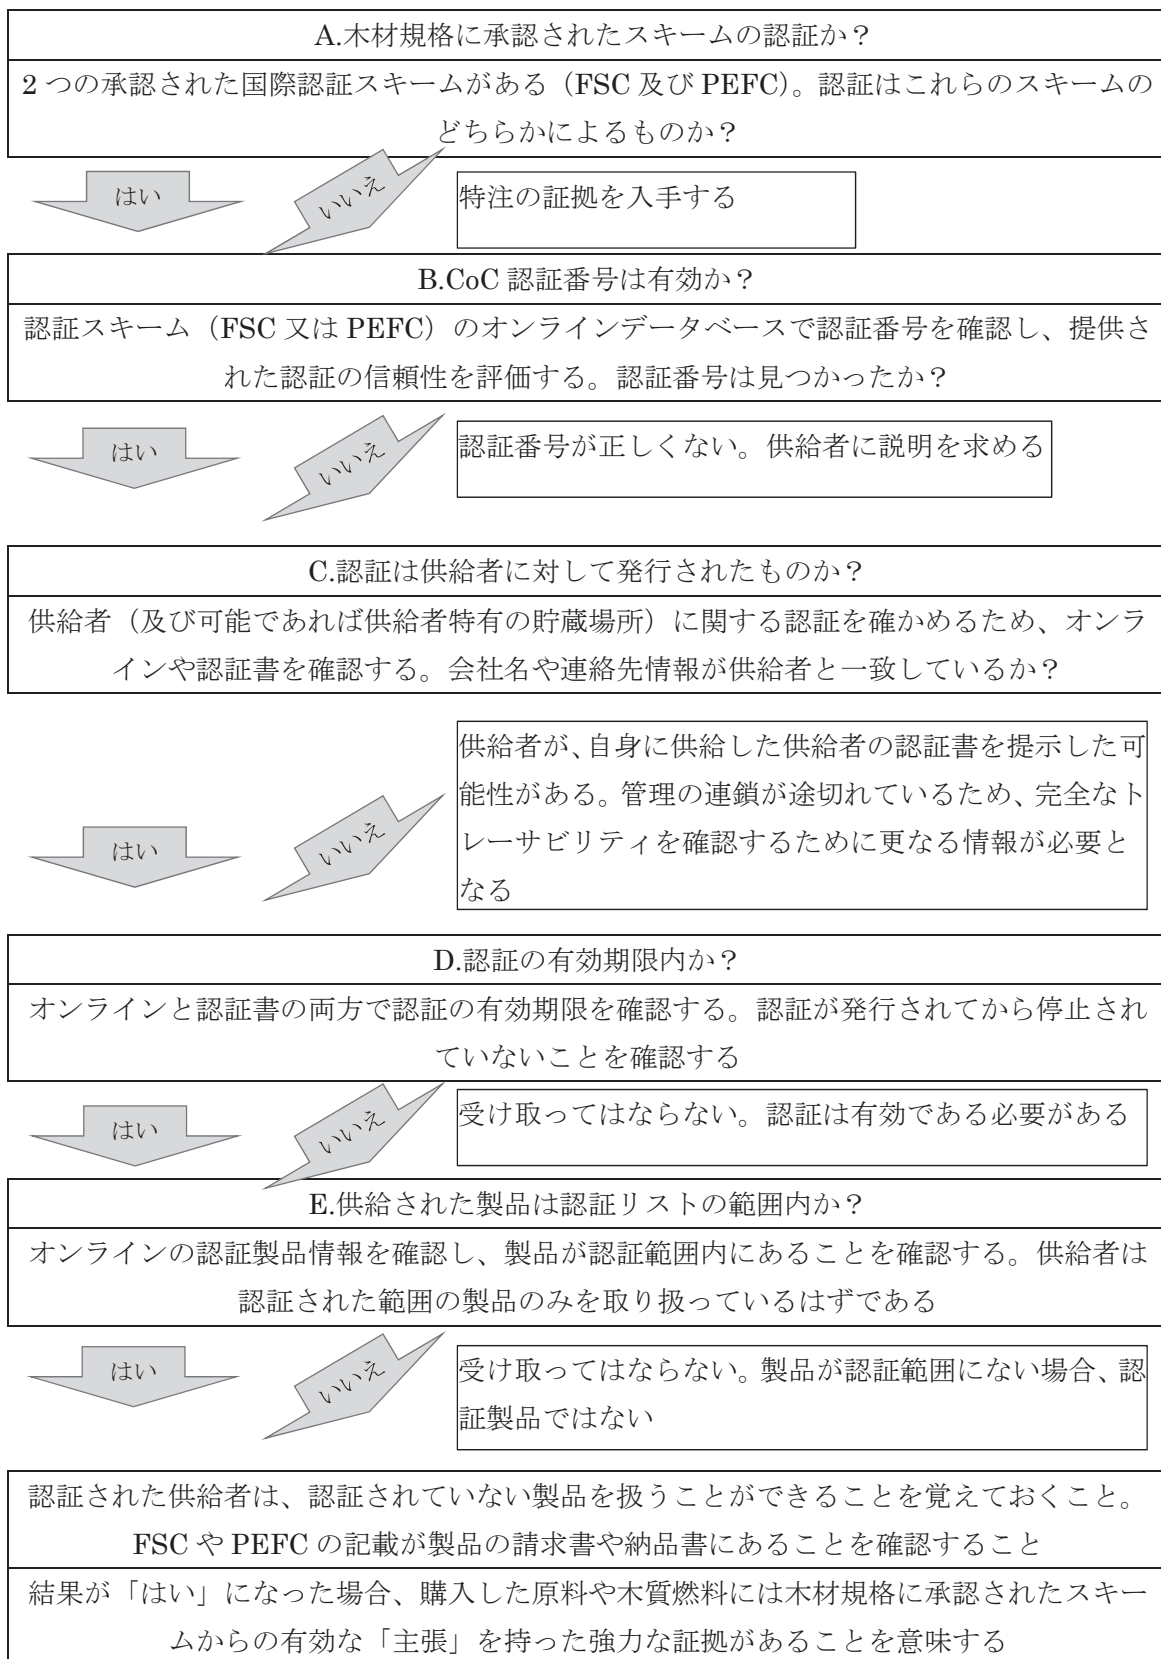 A.木材規格に承認されたスキームの認証か？
2つの承認された国際認証スキームがある（FSC 及び PEFC）。認証はこれらのスキームの
どちらかによるものか？
はい
いいえ
特注の証拠を入手する
B.CoC 認証番号は有効か？
認証スキーム（FSC 又は PEFC）のオンラインデータベースで認証番号を確認し、提供さ
れた認証の信頼性を評価する。認証番号は見つかったか？
はい
いいえ
認証番号が正しくない。供給者に説明を求める
C.認証は供給者に対して発行されたものか？
供給者（及び可能であれば供給者特有の貯蔵場所）に関する認証を確かめるため、オンラ
インや認証書を確認する。会社名や連絡先情報が供給者と一致しているか？
はい
いいえ
供給者が、自身に供給した供給者の認証書を提示した可
能性がある。管理の連鎖が途切れているため、完全なト
レーサビリティを確認するために更なる情報が必要と
なる
D.認証の有効期限内か？
オンラインと認証書の両方で認証の有効期限を確認する。認証が発行されてから停止され
ていないことを確認する
はい
いいえ
受け取ってはならない。認証は有効である必要がある
E.供給された製品は認証リストの範囲内か？
オンラインの認証製品情報を確認し、製品が認証範囲内にあることを確認する。供給者は
認証された範囲の製品のみを取り扱っているはずである
はい
いいえ
受け取ってはならない。製品が認証範囲にない場合、認
証製品ではない
認証された供給者は、認証されていない製品を扱うことができることを覚えておくこと。
FSC や PEFC の記載が製品の請求書や納品書にあることを確認すること
結果が「はい」になった場合、購入した原料や木質燃料には木材規格に承認されたスキー
ムからの有効な「主張」を持った強力な証拠があることを意味する